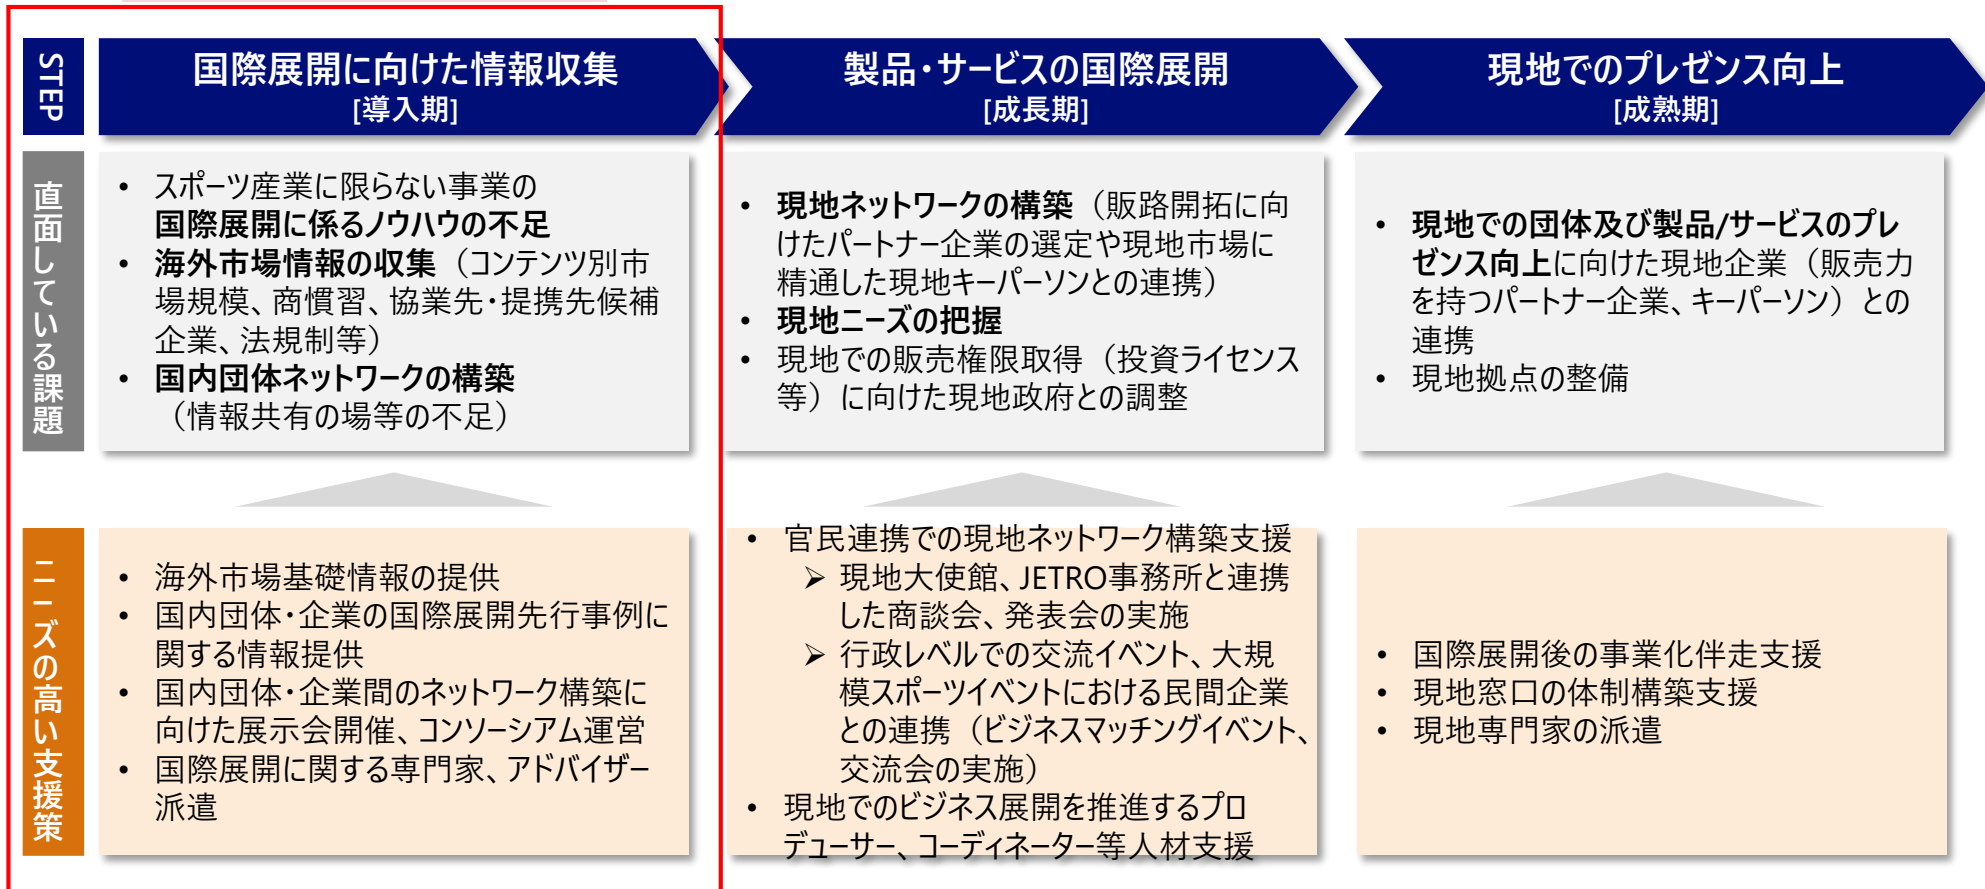 STEP
国際展開に向けた情報収集
[導入期]
製品・サービスの国際展開
[成長期]
現地でのプレゼンス向上
[成熟期]
直面している課題
• スポーツ産業に限らない事業の
国際展開に係るノウハウの不足
• 海外市場情報の収集（コンテンツ別市
場規模、商慣習、協業先・提携先候補
企業、法規制等）
• 国内団体ネットワークの構築
（情報共有の場等の不足）
• 現地ネットワークの構築（販路開拓に向
けたパートナー企業の選定や現地市場に
精通した現地キーパーソンとの連携）
• 現地ニーズの把握
• 現地での販売権限取得（投資ライセンス
等）に向けた現地政府との調整
• 現地での団体及び製品/サービスのプレ
ゼンス向上に向けた現地企業（販売力
を持つパートナー企業、キーパーソン）との
連携
• 現地拠点の整備
ニーズの高い支援策
• 海外市場基礎情報の提供
• 国内団体・企業の国際展開先行事例に
関する情報提供
• 国内団体・企業間のネットワーク構築に
向けた展示会開催、コンソーシアム運営
• 国際展開に関する専門家、アドバイザー
派遣
• 官民連携での現地ネットワーク構築支援
➢ 現地大使館、JETRO事務所と連携
した商談会、発表会の実施
➢ 行政レベルでの交流イベント、大規
模スポーツイベントにおける民間企業
との連携（ビジネスマッチングイベント、
交流会の実施）
• 現地でのビジネス展開を推進するプロ
デューサー、コーディネーター等人材支援
• 国際展開後の事業化伴走支援
• 現地窓口の体制構築支援
• 現地専門家の派遣